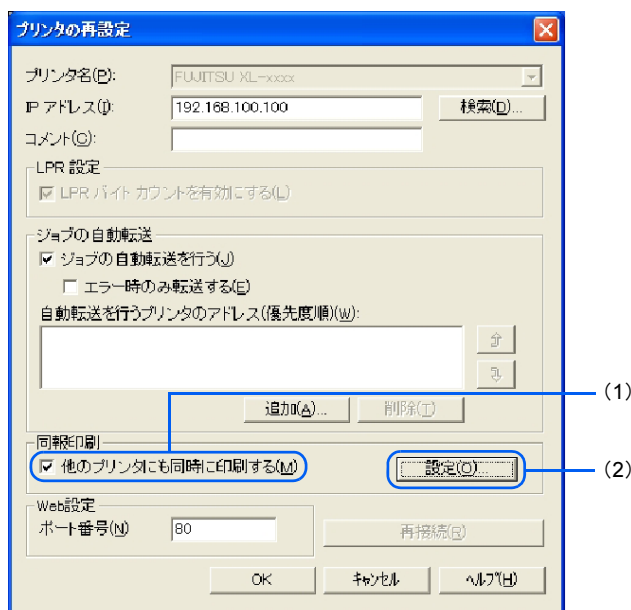 プリンタの再設定
プリンタ名(P): FUJITSU XL-xxxx
IP アドレス(I): 192.168.100.100 検索(D)...
コメント(C):
LPR 設定
LPR バイト カウントを有効にする(L)
ジョブの自動転送
ジョブの自動転送を行う(J)
エラー時のみ転送する(E)
自動転送を行うプリンタのアドレス(優先度順)(W):
追加(A)... 削除(T)
(1)
同報印刷
他のプリンタにも同時に印刷する(M) 設定(O)... (2)
Web設定
ポート番号(N) 80 再接続(R)
OK キャンセル ヘルプ(H)